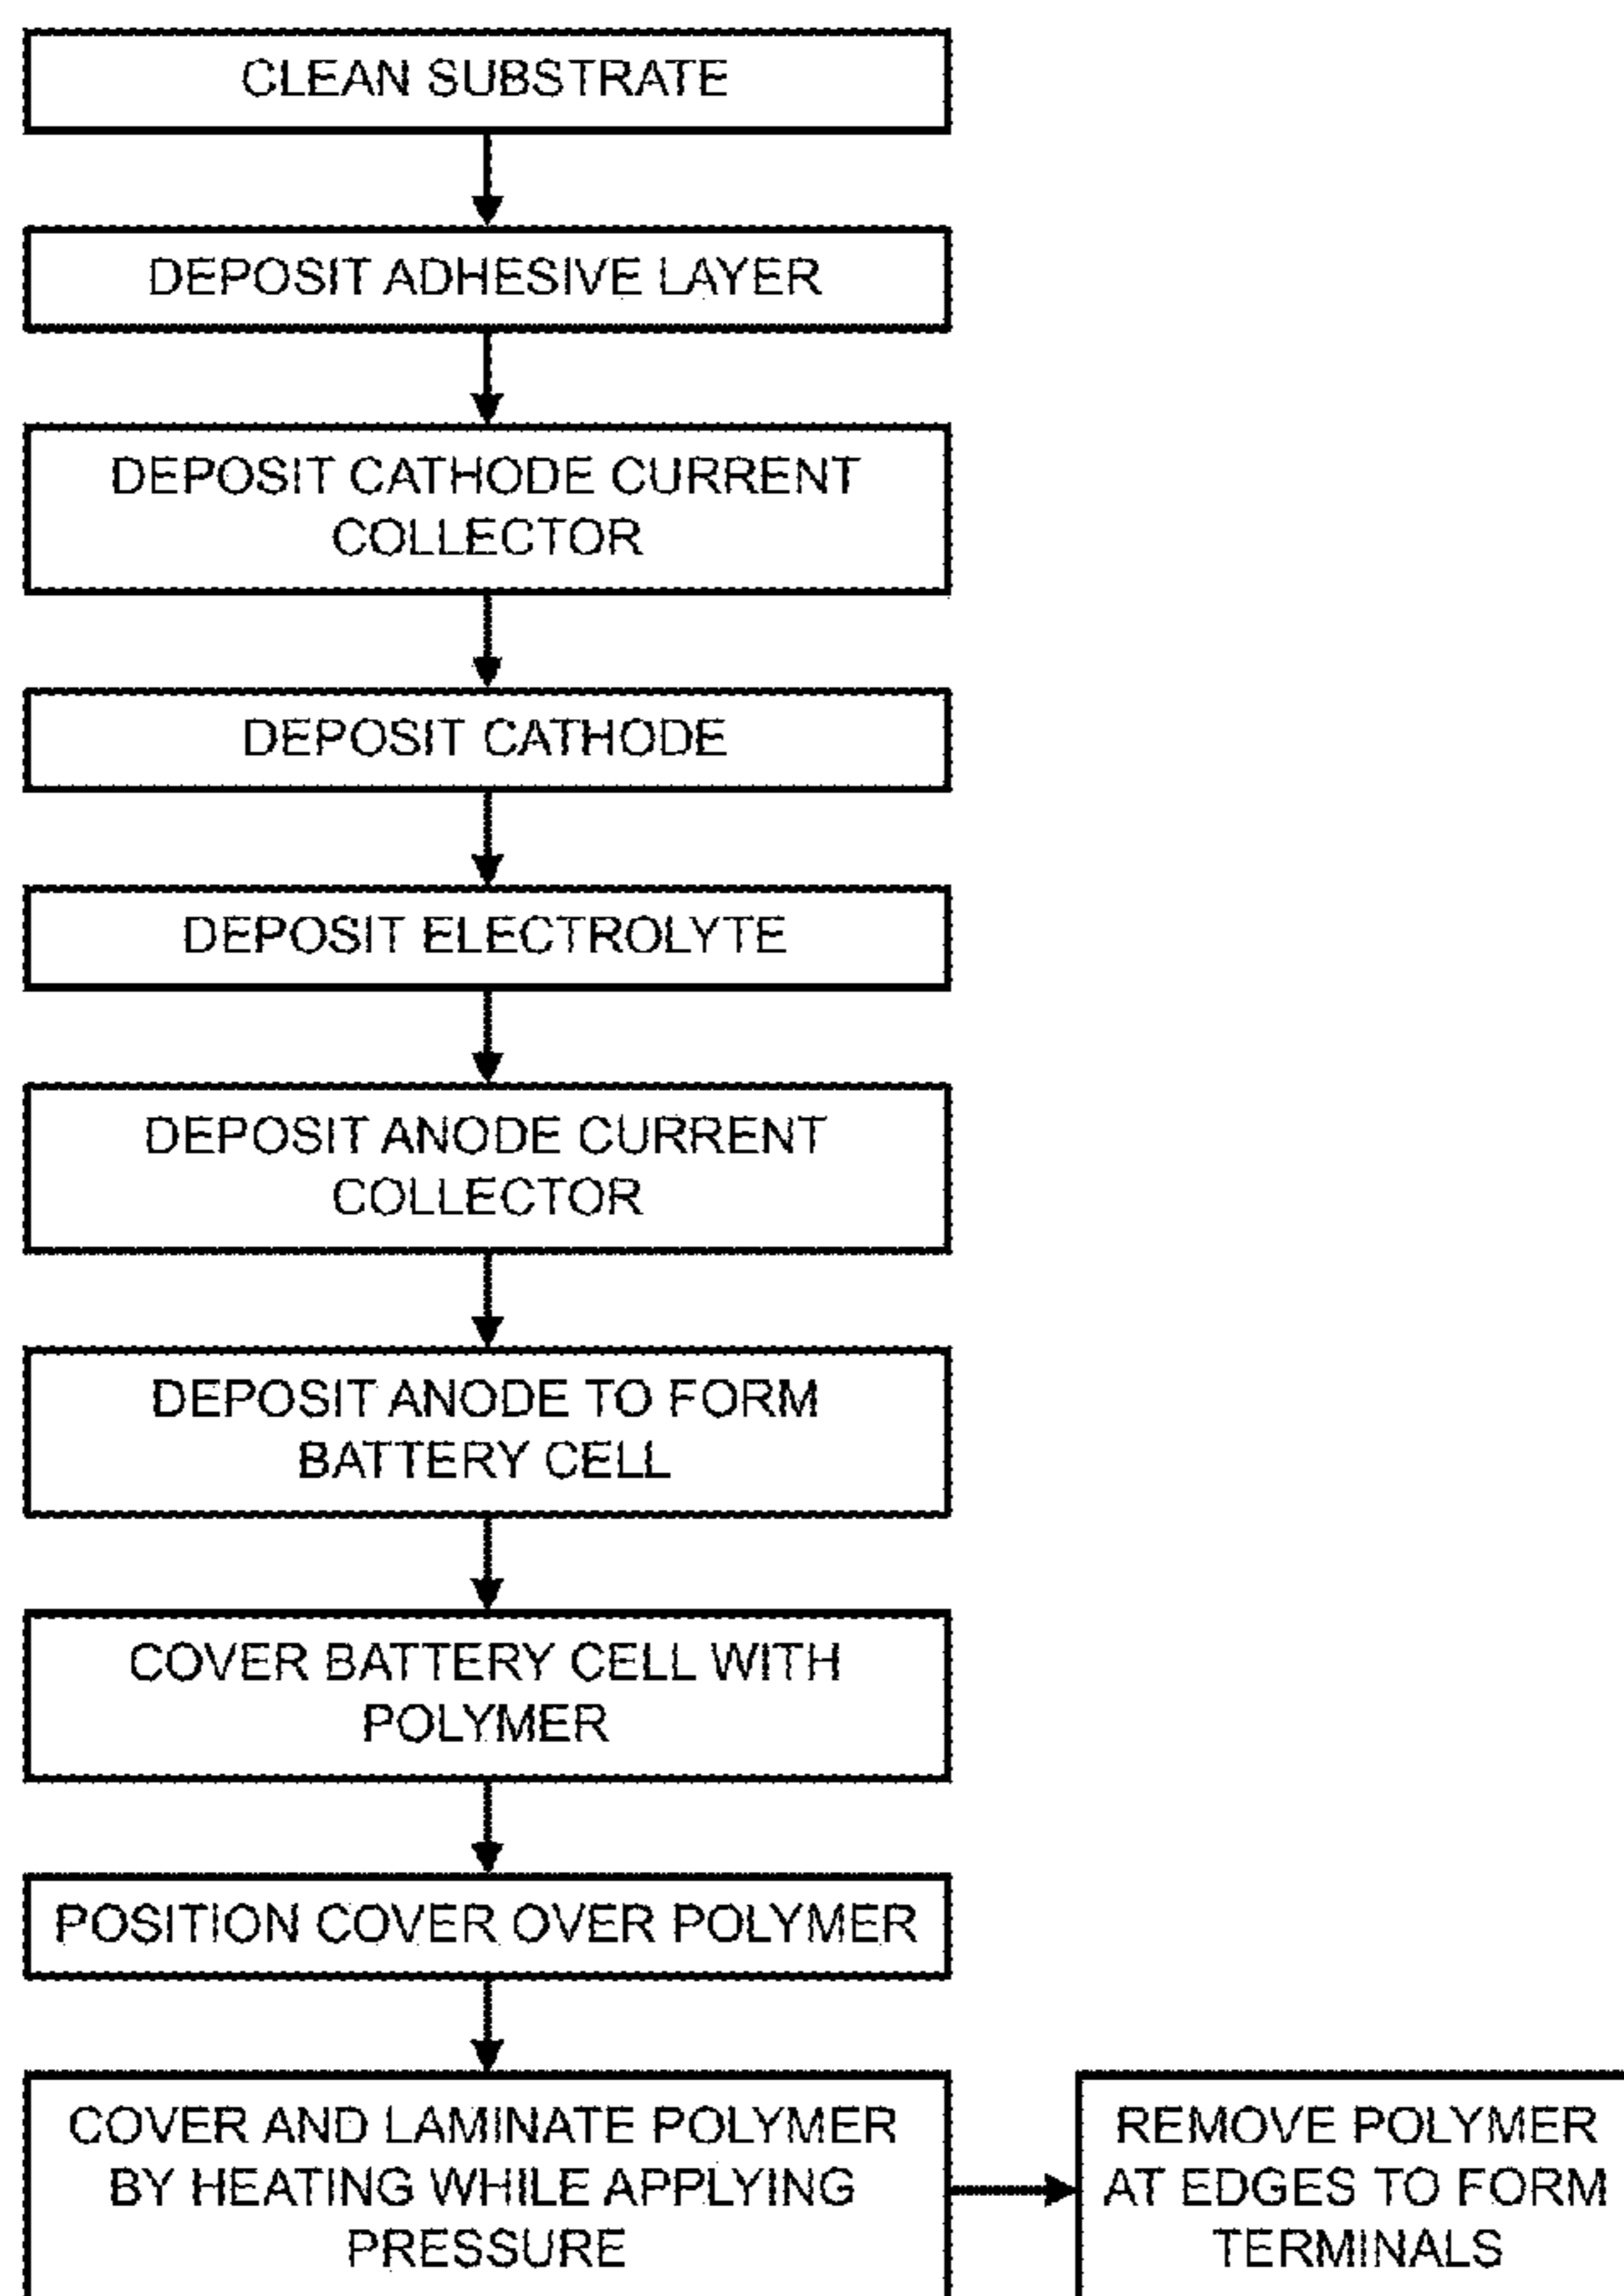 CLEAN SUBSTRATE
DEPOSIT ADHESIVE LAYER
DEPOSIT CATHODE CURRENT
COLLECTOR
DEPOSIT CATHODE
DEPOSIT ELECTROLYTE
DEPOSIT ANODE CURRENT
COLLECTOR
DEPOSIT ANODE TO FORM
BATTERY CELL
COVER BATTERY CELL WITH
POLYMER
POSITION COVER OVER POLYMER
COVER AND LAMINATE POLYMER
BY HEATING WHILE APPLYING
PRESSURE
REMOVE POLYMER
AT EDGES TO FORM
TERMINALS